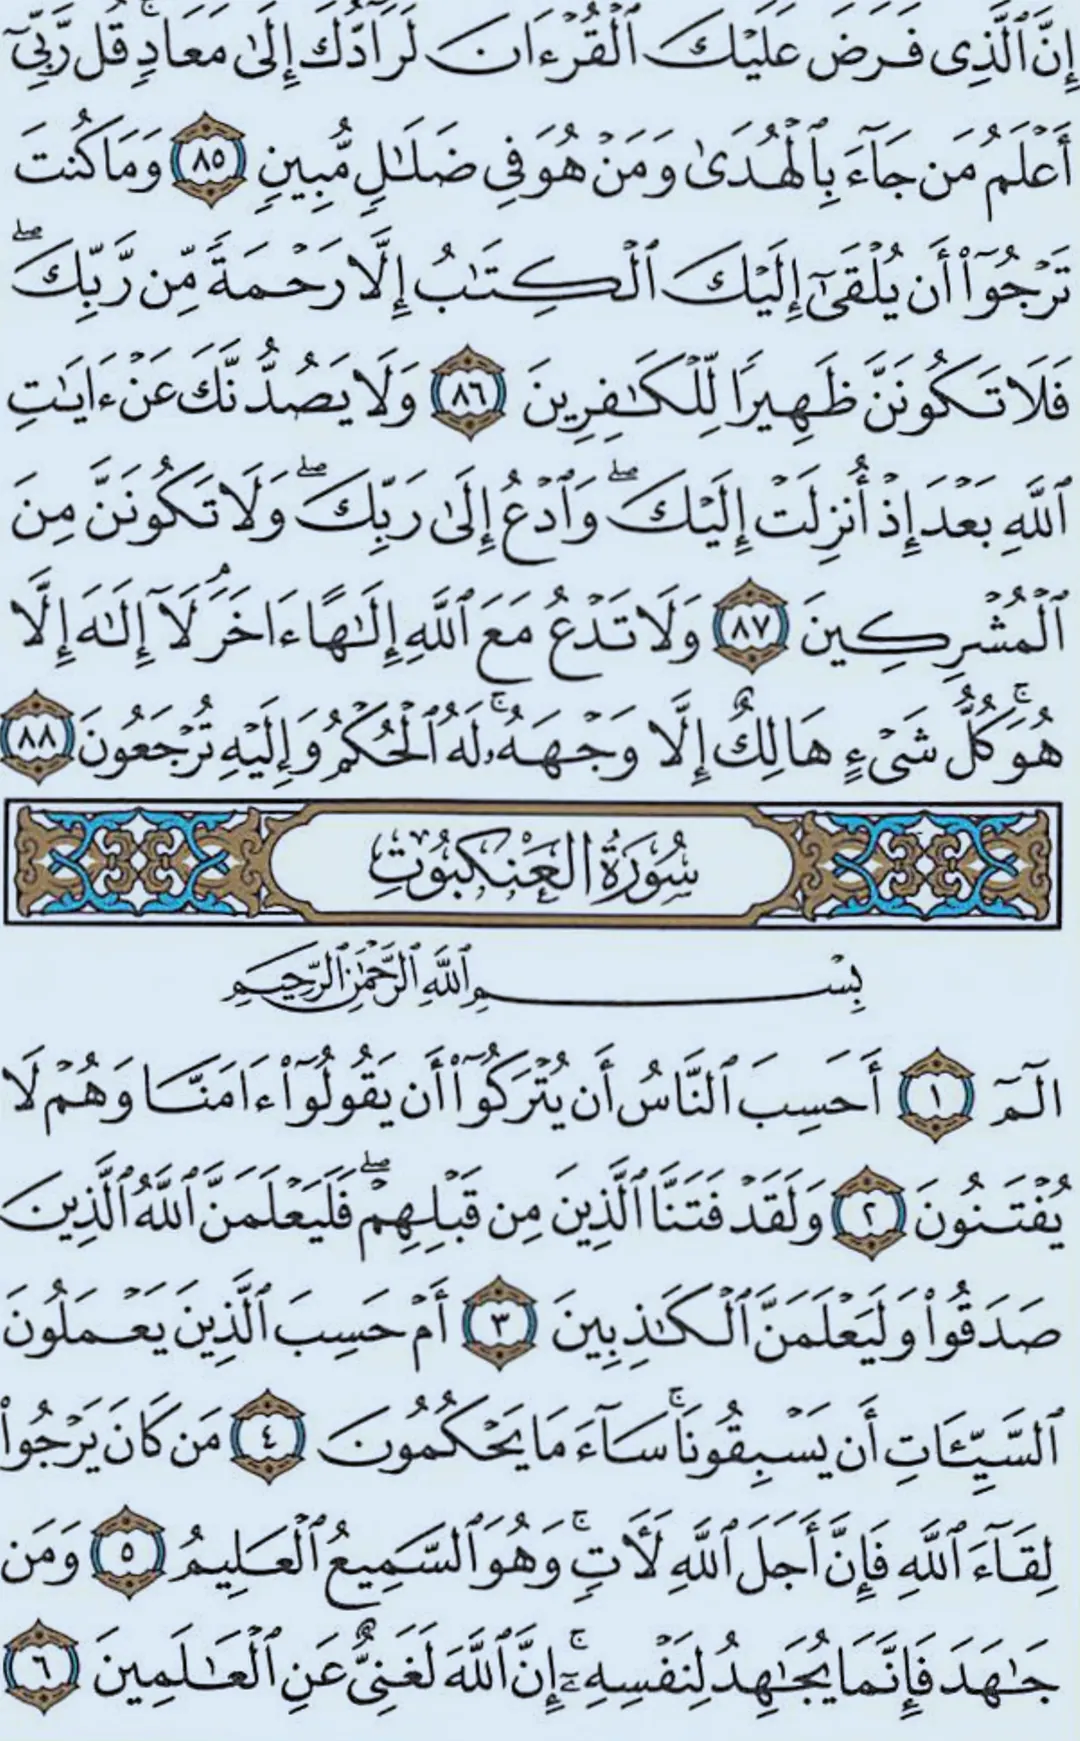 إِنَّ ٱلَّذِى فَرَضَ عَلَيْكَ ٱلْقُرْءَانَ لَرَآدُّكَ إِلَىٰ مَعَادٍۚ قُل رَّبِّىٓ
أَعْلَمُ مَن جَآءَ بِٱلْهُدَىٰ وَمَنْ هُوَ فِى ضَلَٰلٍ مُّبِينٍ ٨٥ وَمَا كُنتَ
تَرْجُوٓا۟ أَن يُلْقَىٰٓ إِلَيْكَ ٱلْكِتَٰبُ إِلَّا رَحْمَةً مِّن رَّبِّكَۖ
فَلَا تَكُونَنَّ ظَهِيرًا لِّلْكَٰفِرِينَ ٨٦ وَلَا يَصُدُّنَّكَ عَنْ ءَايَٰتِ
ٱللَّهِ بَعْدَ إِذْ أُنزِلَتْ إِلَيْكَۖ وَٱدْعُ إِلَىٰ رَبِّكَۖ وَلَا تَكُونَنَّ مِنَ
ٱلْمُشْرِكِينَ ٨٧ وَلَا تَدْعُ مَعَ ٱللَّهِ إِلَٰهًا ءَاخَرَۘ لَآ إِلَٰهَ إِلَّا
هُوَۚ كُلُّ شَىْءٍ هَالِكٌ إِلَّا وَجْهَهُۥۚ لَهُ ٱلْحُكْمُ وَإِلَيْهِ تُرْجَعُونَ ٨٨
سُورَةُ العَنكَبُوتِ
بِسْمِ ٱللَّهِ ٱلرَّحْمَٰنِ ٱلرَّحِيمِ
الٓمٓ ١ أَحَسِبَ ٱلنَّاسُ أَن يُتْرَكُوٓا۟ أَن يَقُولُوٓا۟ ءَامَنَّا وَهُمْ لَا
يُفْتَنُونَ ٢ وَلَقَدْ فَتَنَّا ٱلَّذِينَ مِن قَبْلِهِمْۖ فَلَيَعْلَمَنَّ ٱللَّهُ ٱلَّذِينَ
صَدَقُوا۟ وَلَيَعْلَمَنَّ ٱلْكَٰذِبِينَ ٣ أَمْ حَسِبَ ٱلَّذِينَ يَعْمَلُونَ
ٱلسَّيِّـَٔاتِ أَن يَسْبِقُونَاۚ سَآءَ مَا يَحْكُمُونَ ٤ مَن كَانَ يَرْجُوا۟
لِقَآءَ ٱللَّهِ فَإِنَّ أَجَلَ ٱللَّهِ لَـَٔاتٍۚ وَهُوَ ٱلسَّمِيعُ ٱلْعَلِيمُ ٥ وَمَن
جَٰهَدَ فَإِنَّمَا يُجَٰهِدُ لِنَفْسِهِۦٓۚ إِنَّ ٱللَّهَ لَغَنِىٌّ عَنِ ٱلْعَٰلَمِينَ ٦